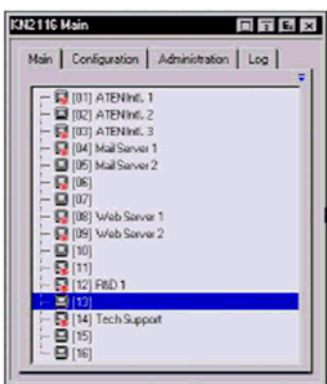 KN2116 Main
Main Configuration Administration Log
[01] ATEN Intl. 1
[02] ATEN Intl. 2
[03] ATEN Intl. 3
[04] Mail Server 1
[05] Mail Server 2
[06]
[07]
[08] Web Server 1
[09] Web Server 2
[10]
[11]
[12] R&D 1
[13]
[14] Tech Support
[15]
[16]